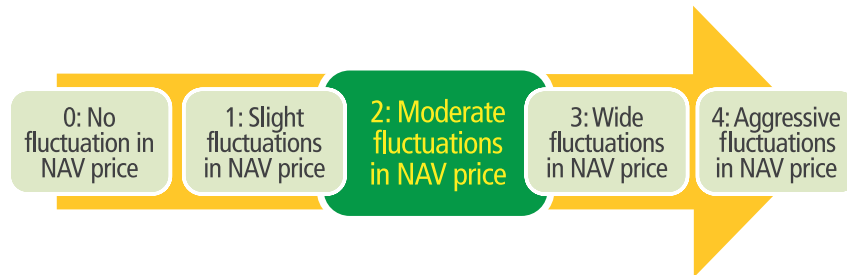 0: No
fluctuation in
NAV price
1: Slight
fluctuations
in NAV price
2: Moderate
fluctuations
in NAV price
3: Wide
fluctuations
in NAV price
4: Aggressive
fluctuations
in NAV price